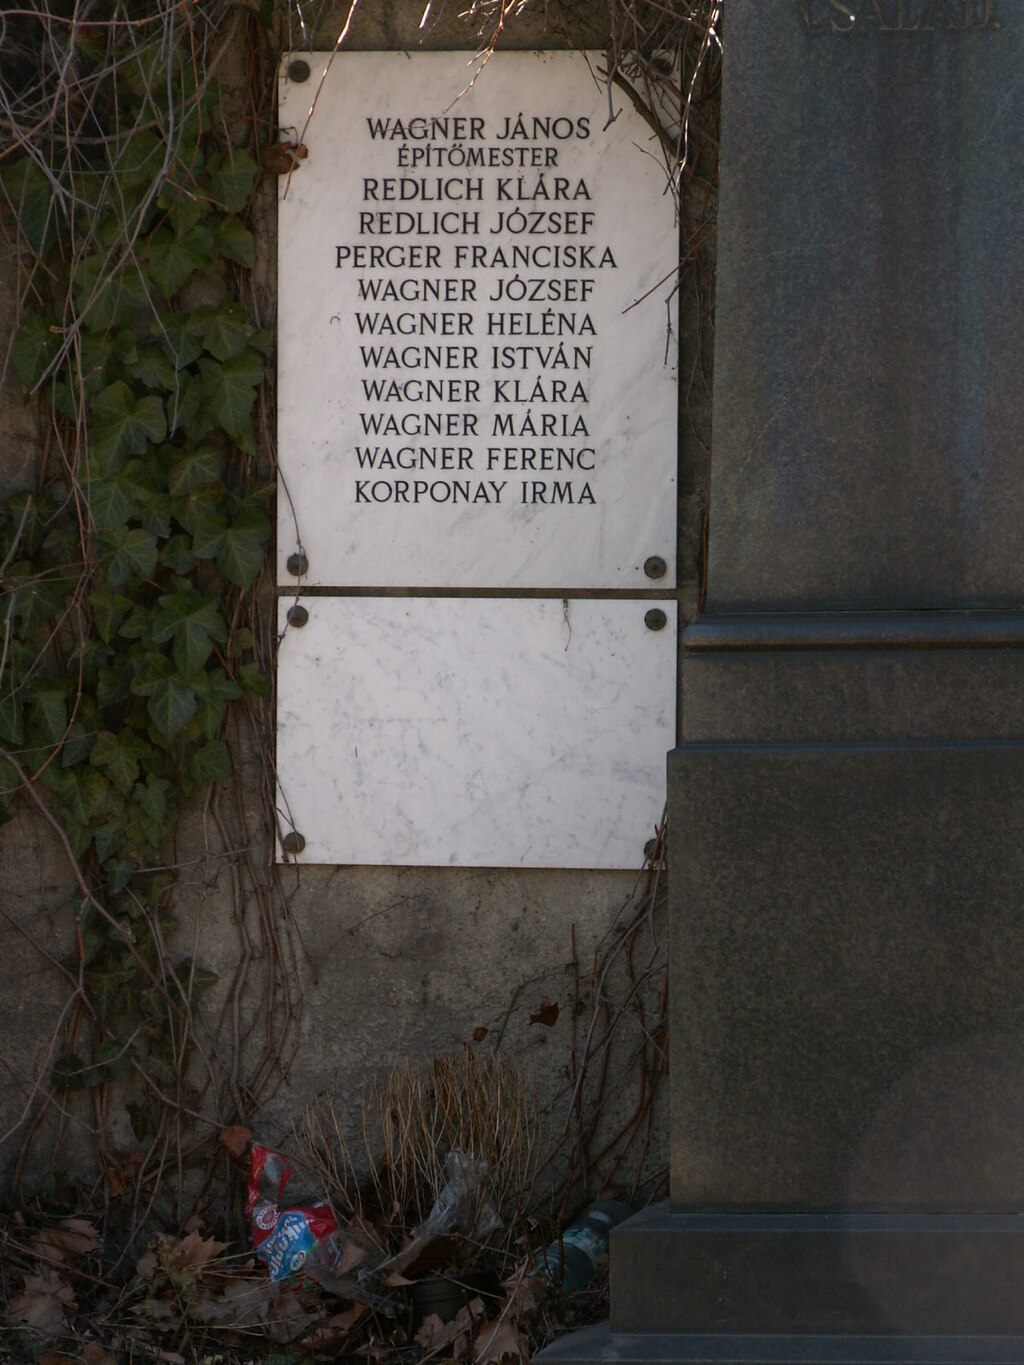 CSALÁD.
WAGNER JÁNOS
ÉPÍTŐMESTER
REDLICH KLÁRA
REDLICH JÓZSEF
PERGER FRANCISKA
WAGNER JÓZSEF
WAGNER HELÉNA
WAGNER ISTVÁN
WAGNER KLÁRA
WAGNER MÁRIA
WAGNER FERENC
KORPONAY IRMA